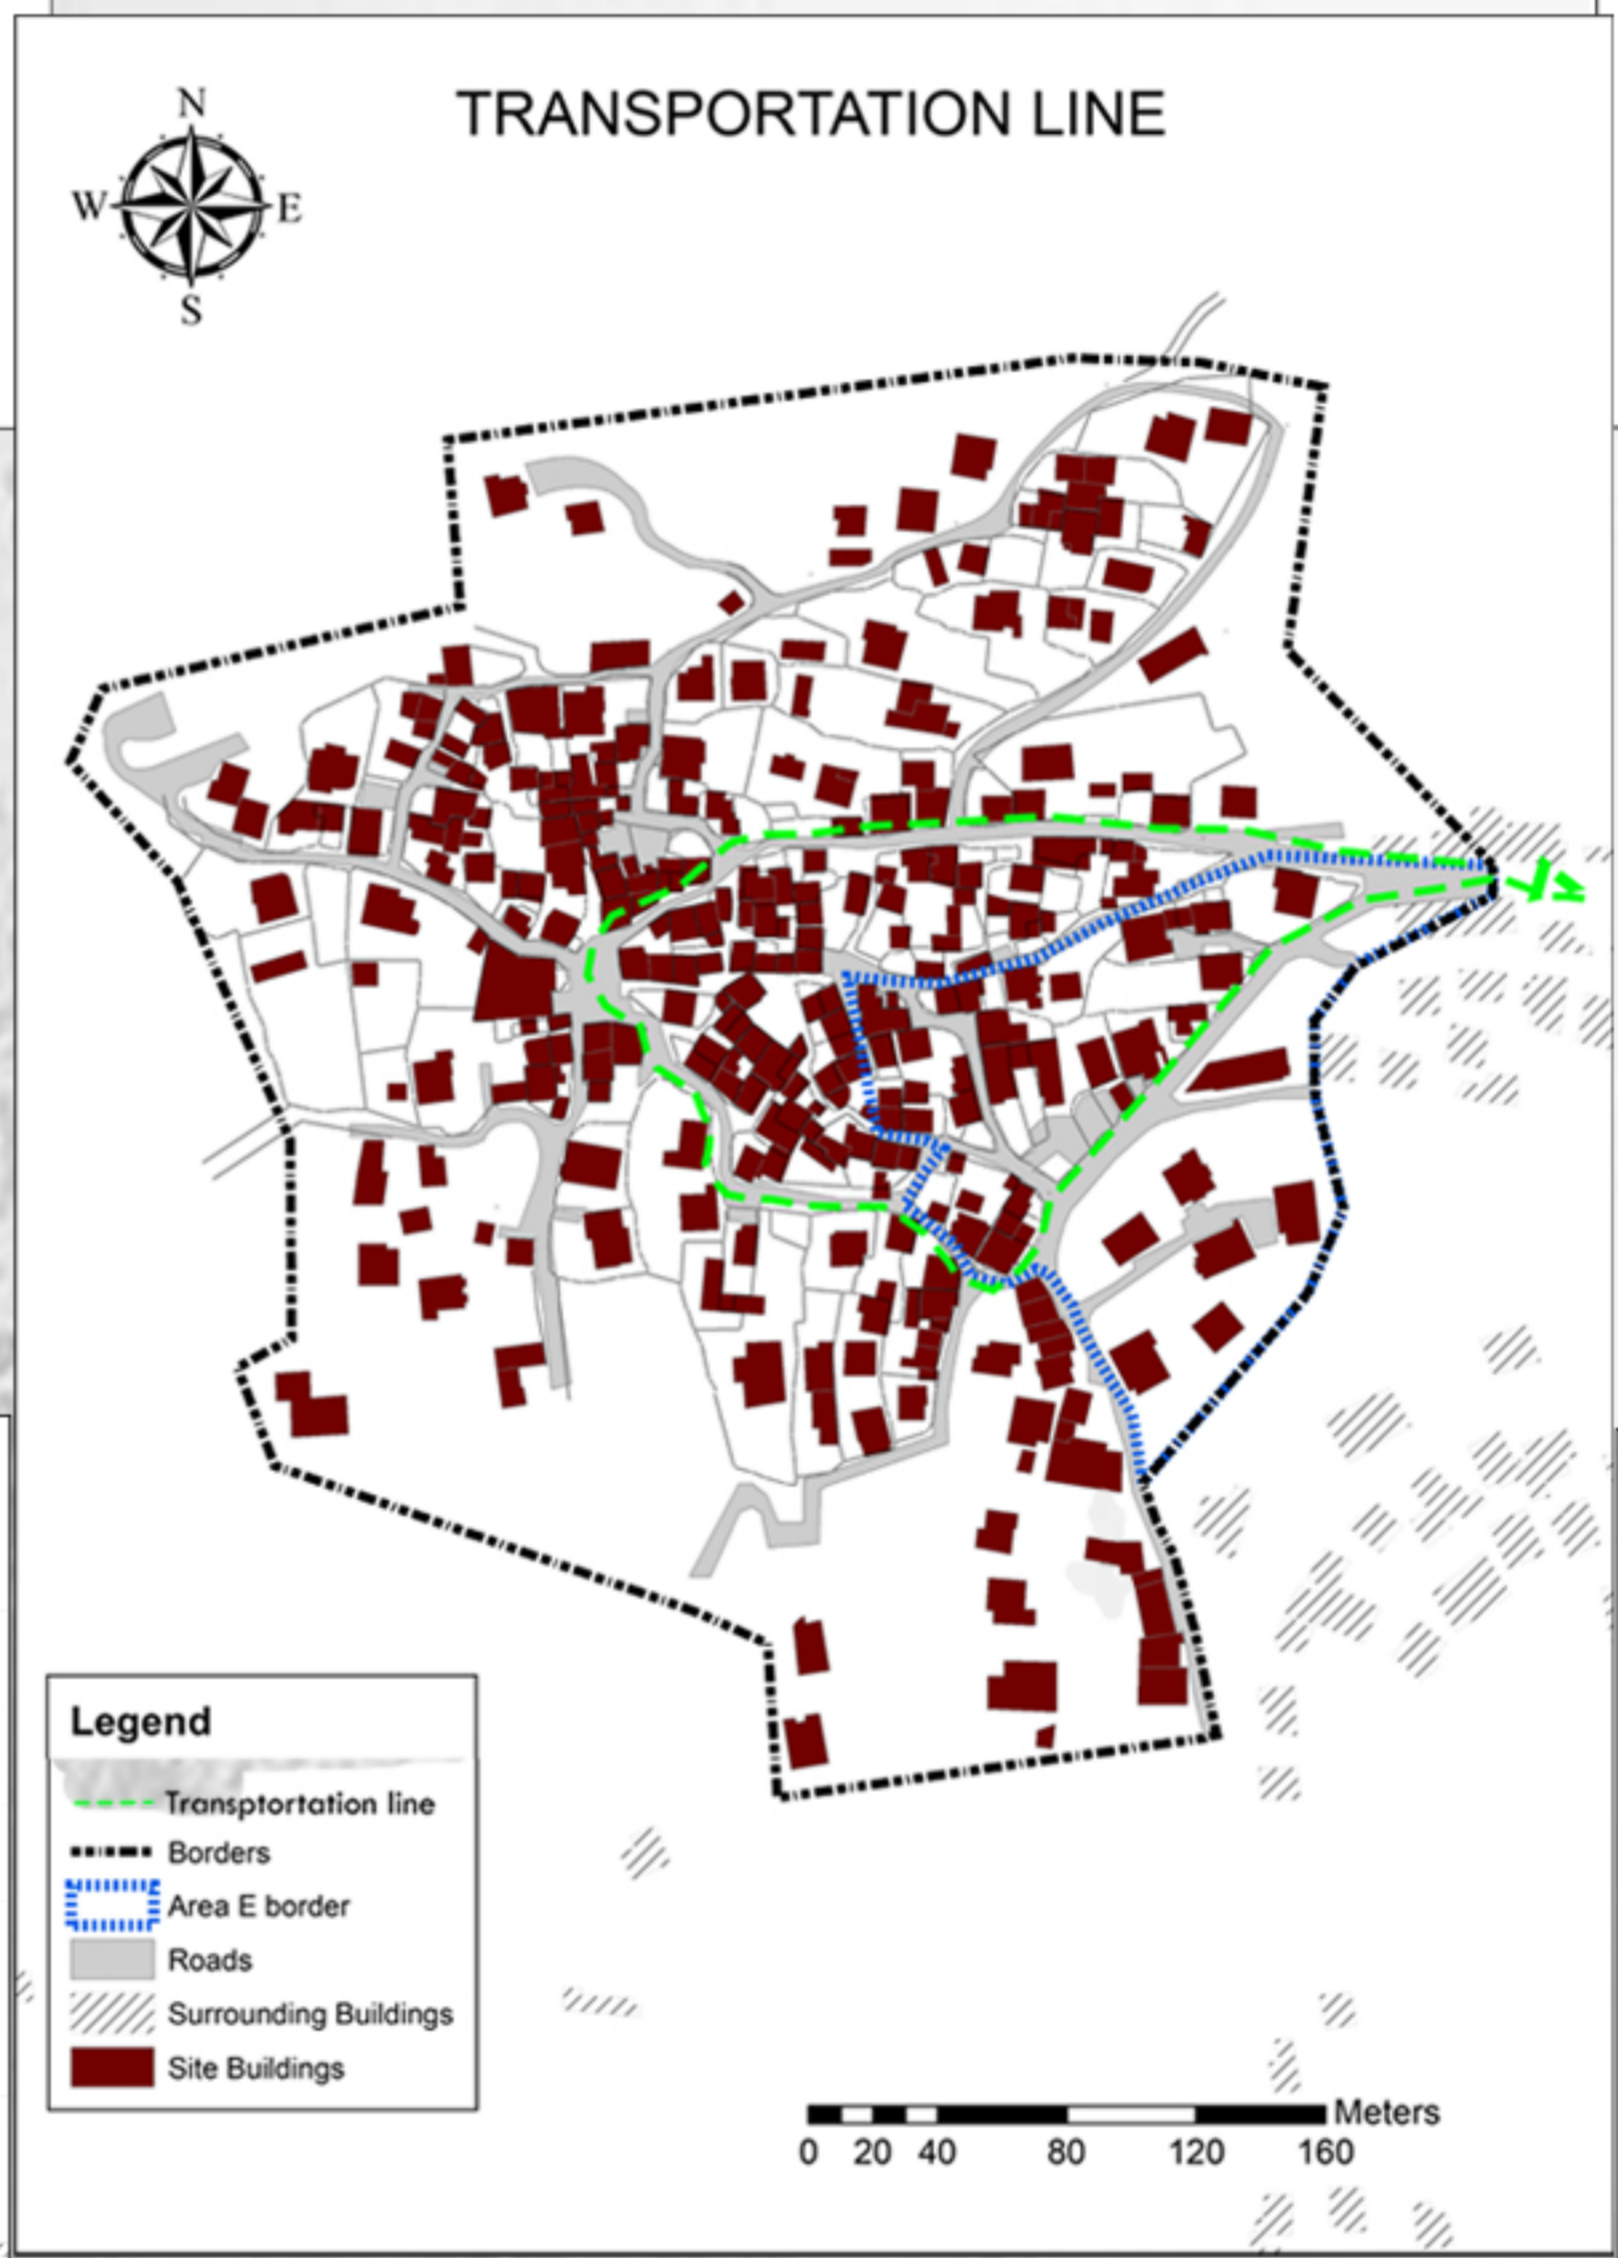 TRANSPORTATION LINE
N
W E
S
Legend
Transptortation line
Borders
Area E border
Roads
Surrounding Buildings
Site Buildings
Meters
0 20 40 80 120 160